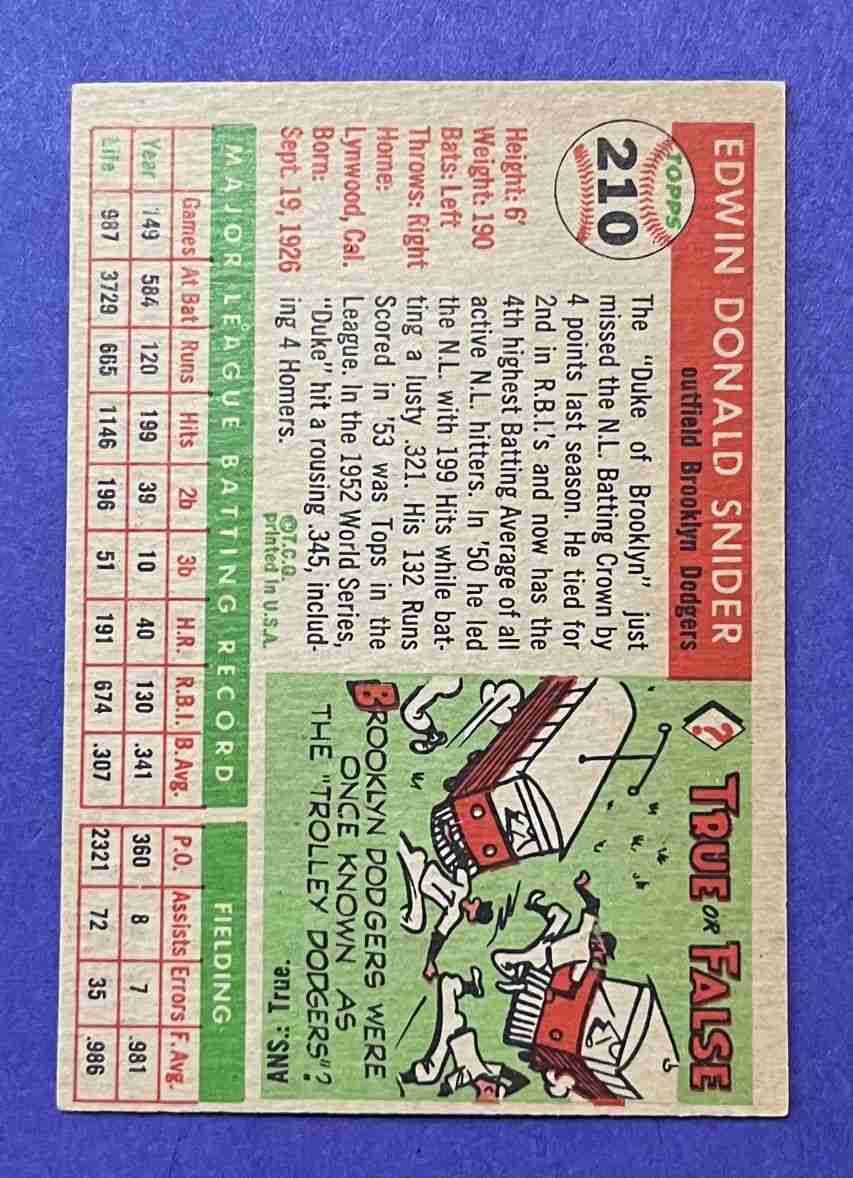 EDWIN DONALD SNIDER
outfield Brooklyn Dodgers
TOPPS
210
Height: 6'
Weight: 190
Bats: Left
Throws: Right
Home:
Lynwood, Cal.
Born:
Sept. 19, 1926
The "Duke of Brooklyn" just
missed the N.L. Batting Crown by
4 points last season. He tied for
2nd in R.B.I.'s and now has the
4th highest Batting Average of all
active N.L. hitters. In '50 he led
the N.L. with 199 Hits while bat-
ting a lusty .321. His 132 Runs
Scored in '53 was Tops in the
League. In the 1952 World Series,
"Duke" hit a rousing .345, includ-
ing 4 Homers.
©T.C.G.
printed in U.S.A.
?
TRUE OR FALSE
BROOKLYN DODGERS WERE
ONCE KNOWN AS
THE "TROLLEY DODGERS"?
ANS: True.
MAJOR LEAGUE BATTING RECORD
FIELDING
Games At Bat Runs Hits 2b 3b H.R. R.B.I. B.Avg. P.O. Assists Errors F.Avg.
Year 149 584 120 199 39 10 40 130 .341 360 8 7 .981
Life 987 3729 665 1146 196 51 191 674 .307 2321 72 35 .986